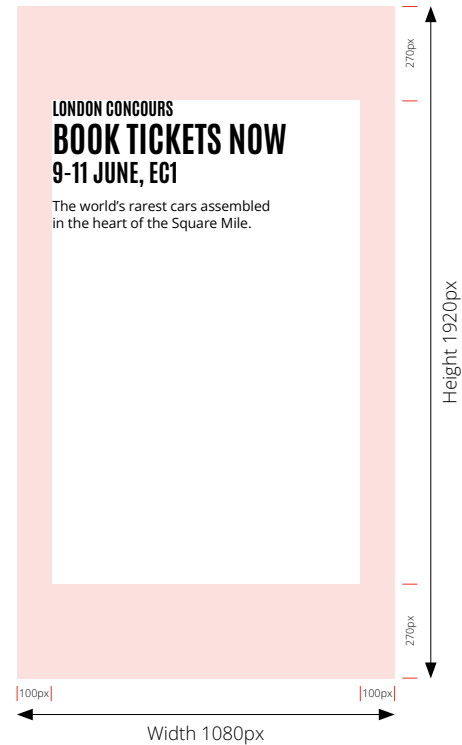 270px
LONDON CONCOURS
BOOK TICKETS NOW
9-11 JUNE, EC1
The world’s rarest cars assembled
in the heart of the Square Mile.
Height 1920px
270px
100px
100px
Width 1080px